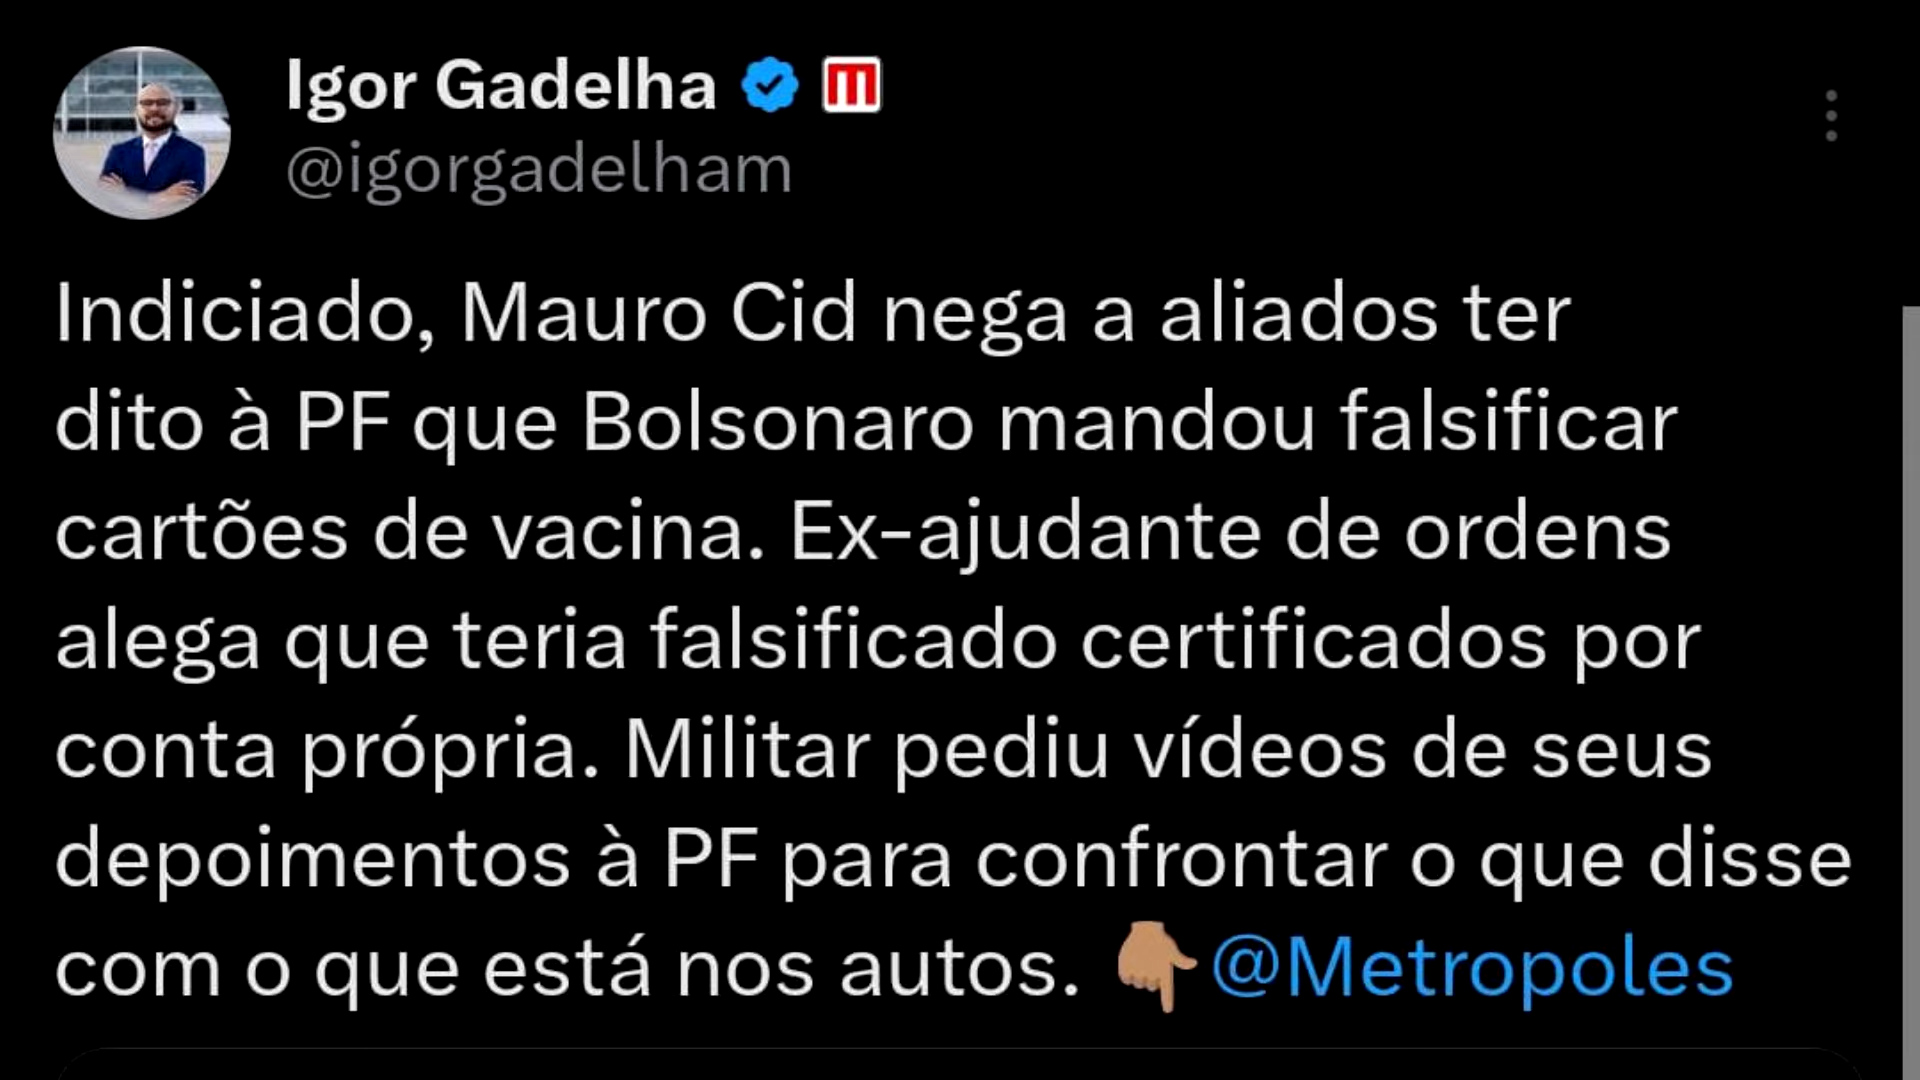 Igor Gadelha
@igorgadelham
Indiciado, Mauro Cid nega a aliados ter
dito à PF que Bolsonaro mandou falsificar
cartões de vacina. Ex-ajudante de ordens
alega que teria falsificado certificados por
conta própria. Militar pediu vídeos de seus
depoimentos à PF para confrontar o que disse
com o que está nos autos. 👇🏽@Metropoles